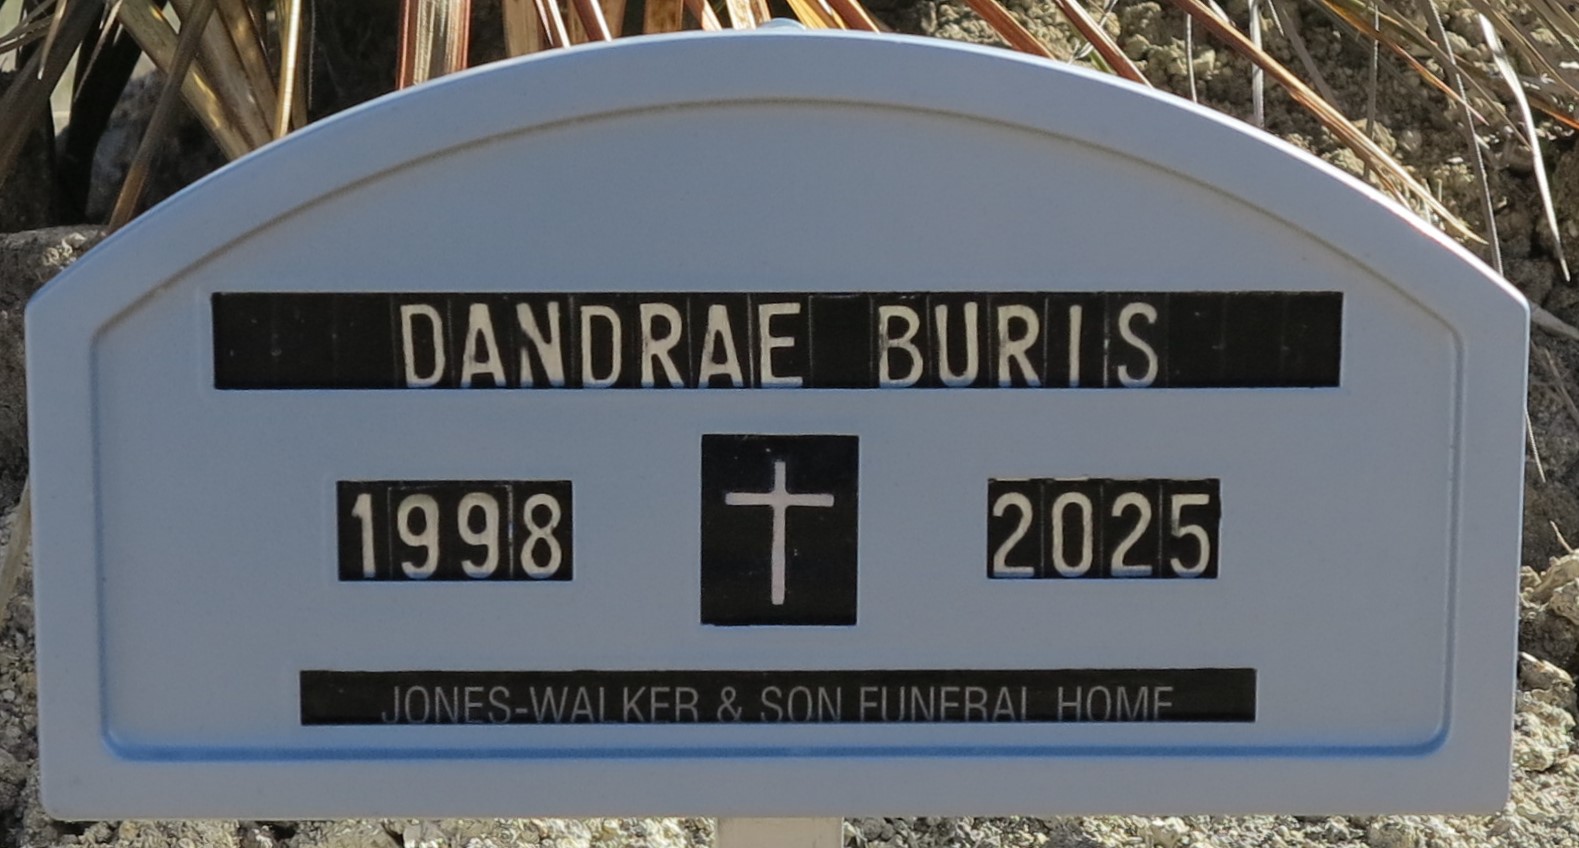 DANDRAE BURIS
1998 2025
JONES-WALKER & SON FUNERAL HOME